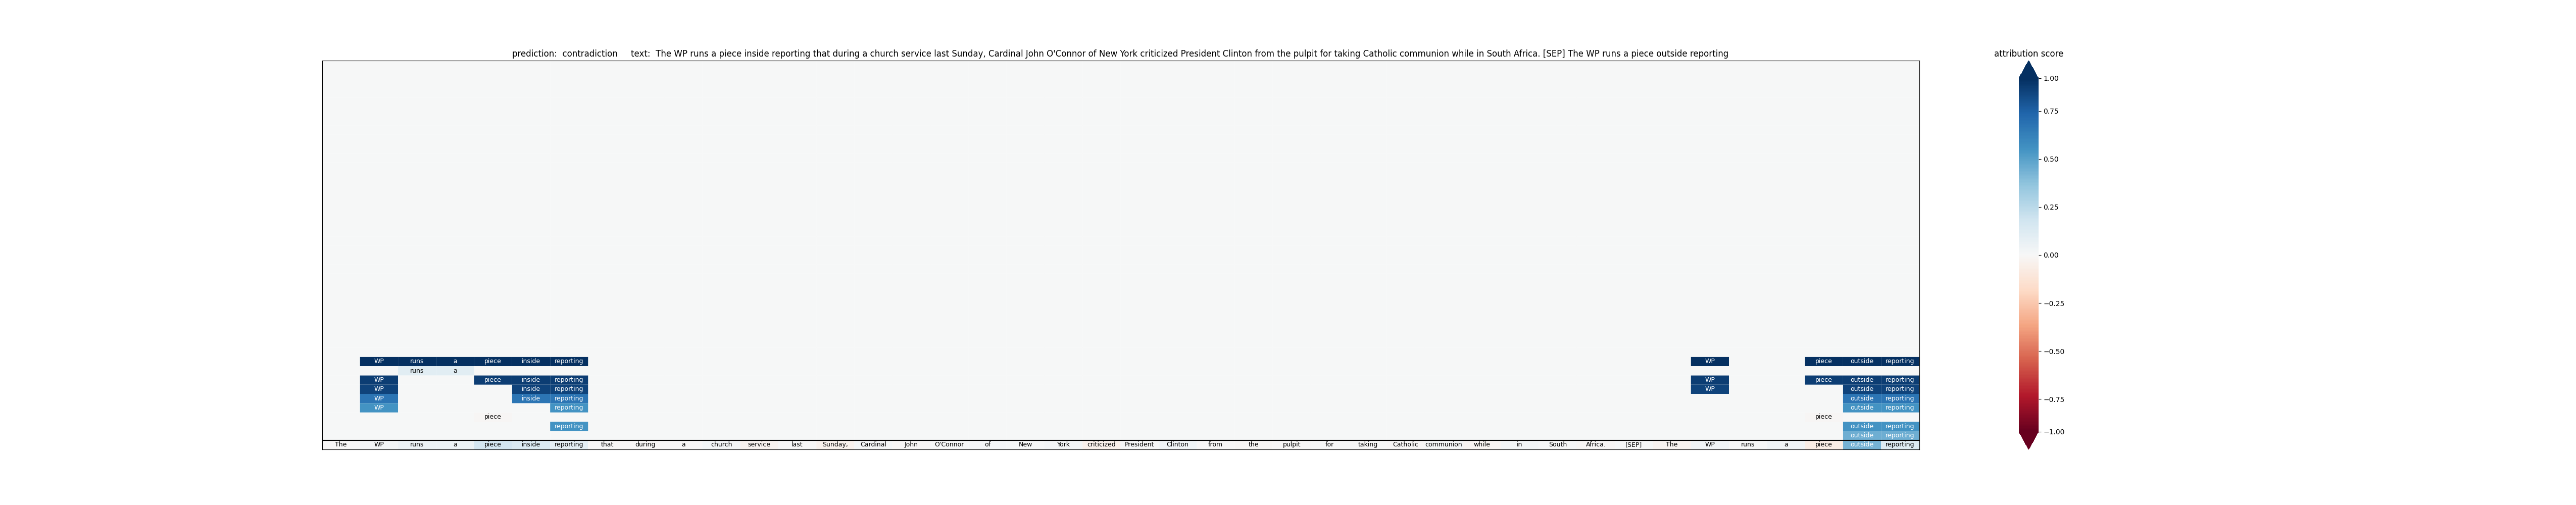 prediction:  contradiction     text:  The WP runs a piece inside reporting that during a church service last Sunday, Cardinal John O'Connor of New York criticized President Clinton from the pulpit for taking Catholic communion while in South Africa. [SEP] The WP runs a piece outside reporting
attribution score
1.00
0.75
0.50
0.25
0.00
−0.25
−0.50
−0.75
−1.00
WP runs a piece inside reporting WP piece outside reporting
runs a
WP piece inside reporting WP piece outside reporting
WP inside reporting WP outside reporting
WP inside reporting outside reporting
WP reporting outside reporting
piece piece
reporting outside reporting
outside reporting
The WP runs a piece inside reporting that during a church service last Sunday, Cardinal John O'Connor of New York criticized President Clinton from the pulpit for taking Catholic communion while in South Africa. [SEP] The WP runs a piece outside reporting